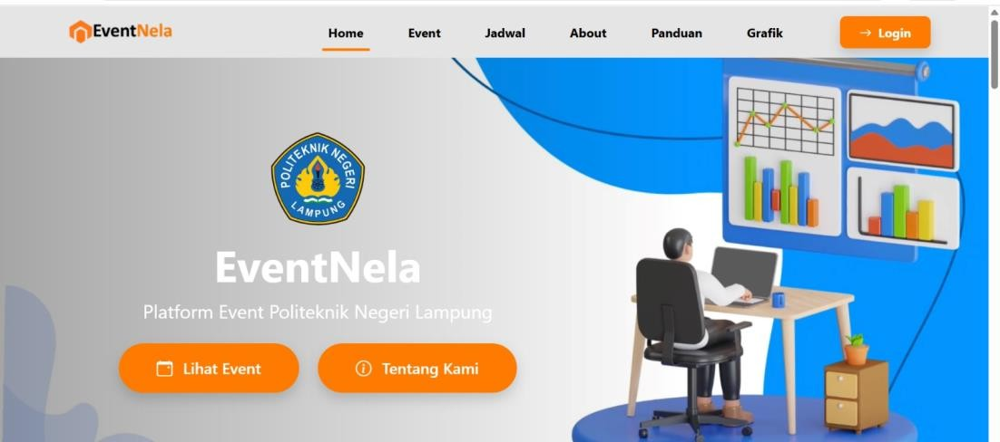 EventNela
Home
Event
Jadwal
About
Panduan
Grafik
Login
POLITEKNIK NEGERI
LAMPUNG
EventNela
Platform Event Politeknik Negeri Lampung
Lihat Event
Tentang Kami